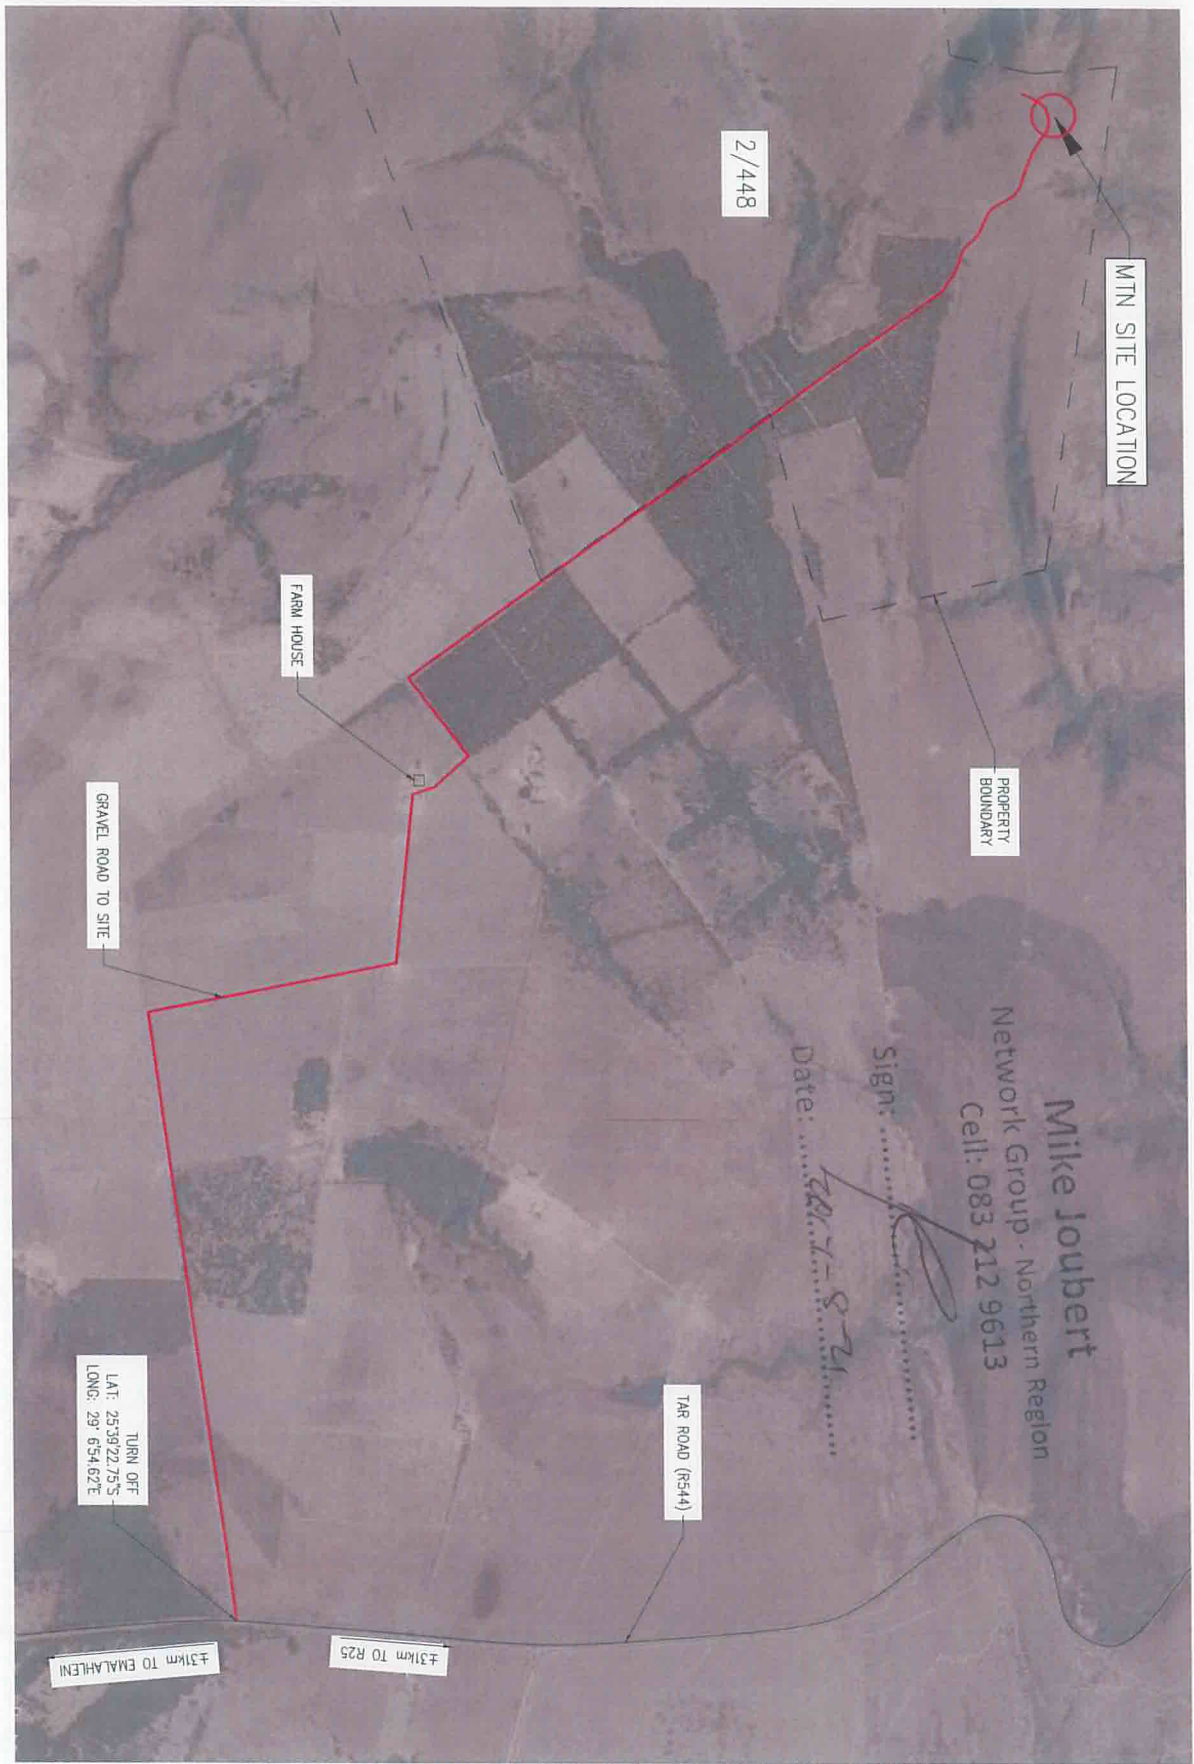 MTN SITE LOCATION
2/448
PROPERTY
BOUNDARY
FARM HOUSE
GRAVEL ROAD TO SITE
Mike Joubert
Network Group - Northern Region
Cell: 083 212 9613
Sign:
Date:
TAR ROAD (R544)
TURN OFF
LAT: 25°39'22.75"S
LONG: 29° 6'54.62"E
±31km TO R25
±31km TO EMALAHLENI